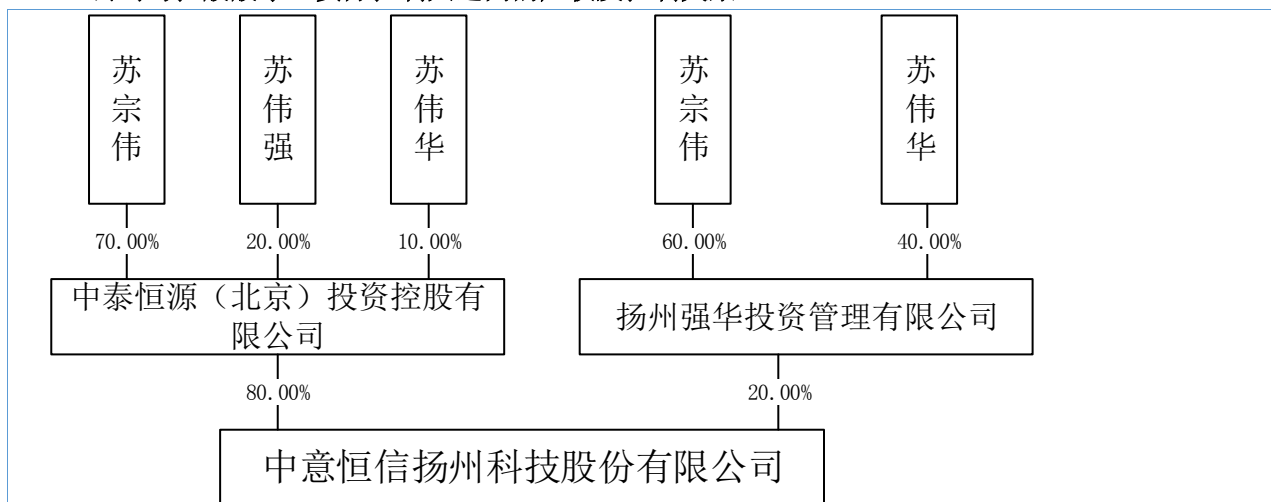 苏宗伟
苏伟强
苏伟华
苏宗伟
苏伟华
70.00%
20.00%
10.00%
60.00%
40.00%
中泰恒源（北京）投资控股有
限公司
扬州强华投资管理有限公司
80.00%
20.00%
中意恒信扬州科技股份有限公司